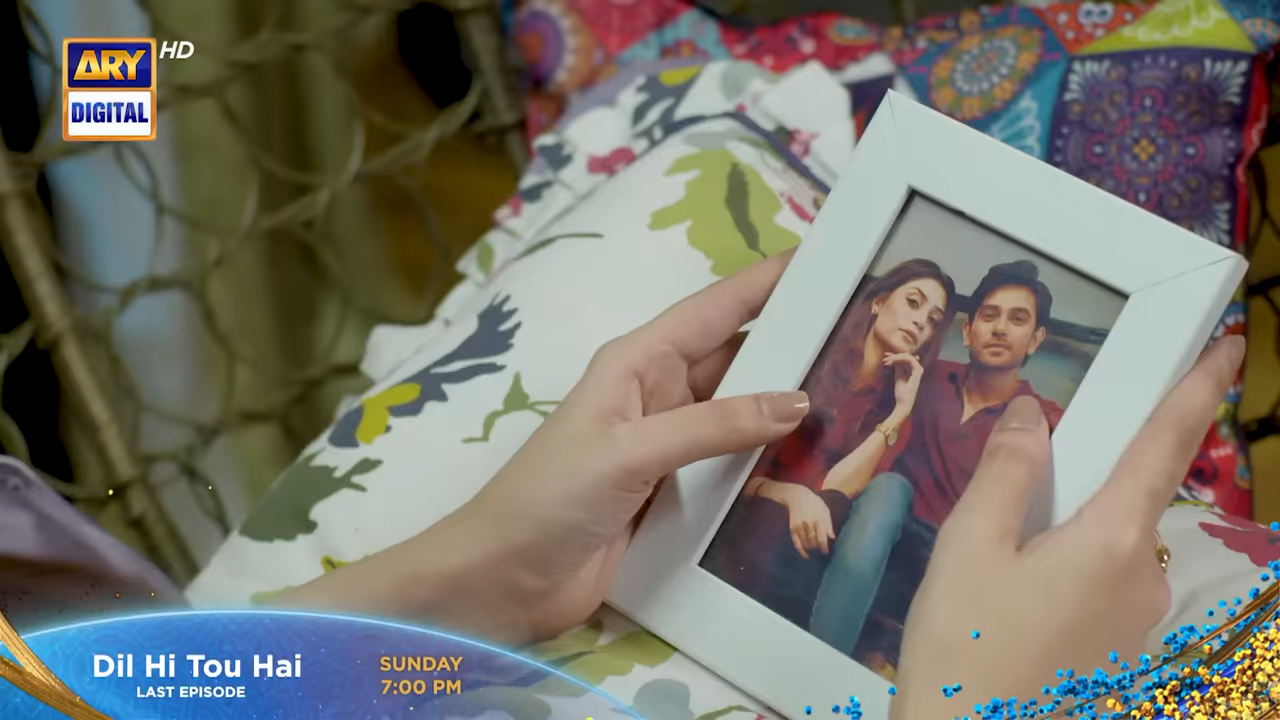 ARY HD
DIGITAL
Dil Hi Tou Hai
LAST EPISODE
SUNDAY
7:00 PM